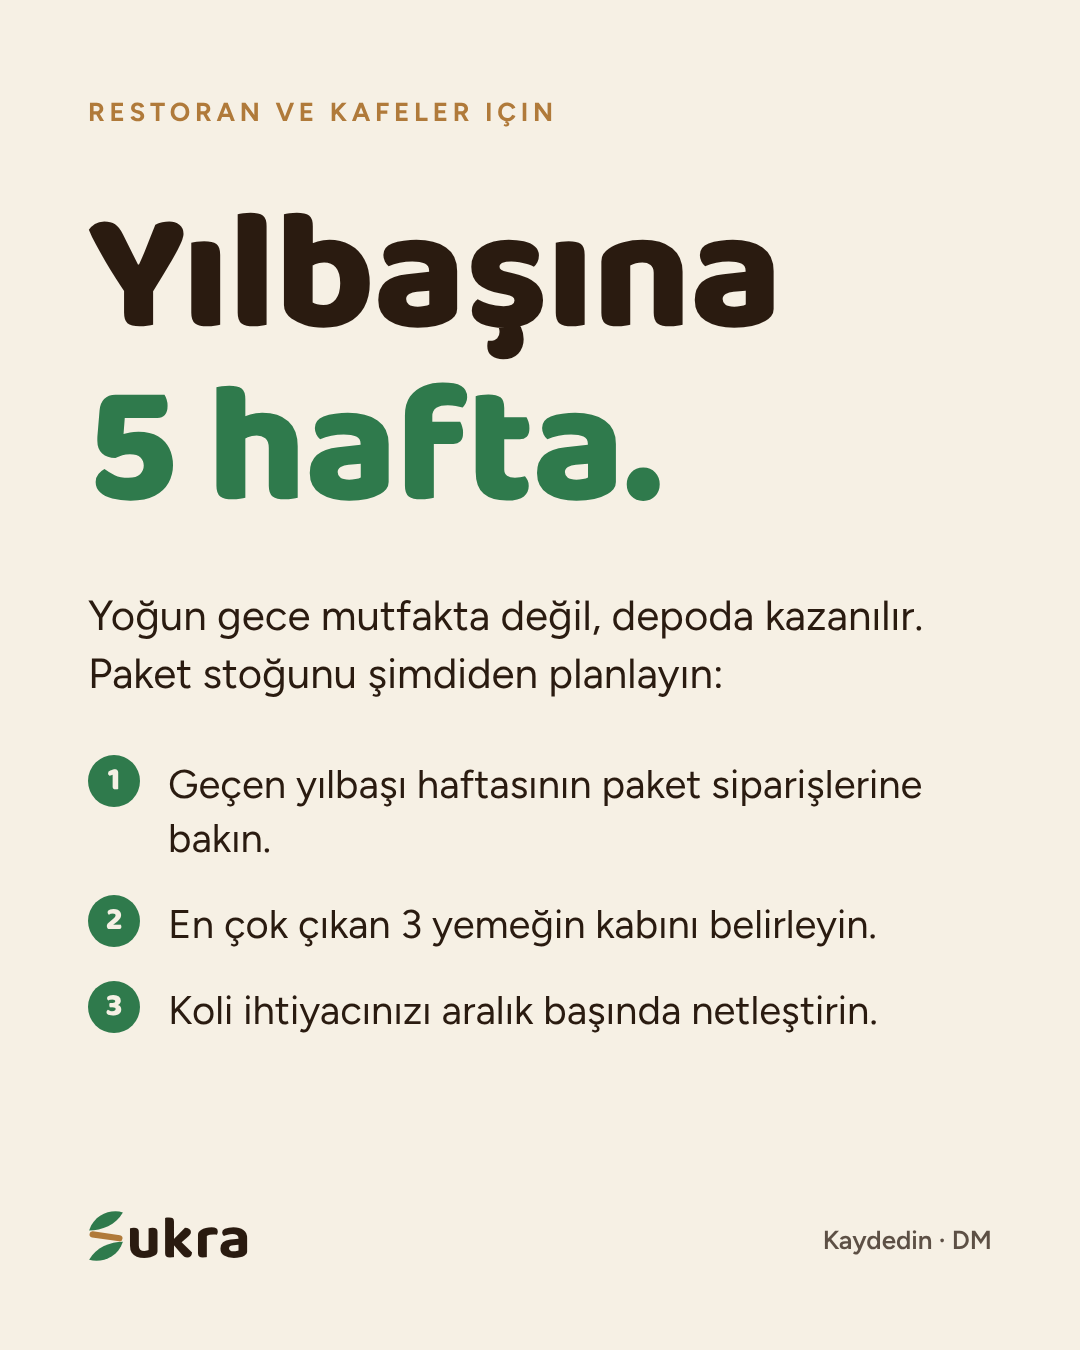 RESTORAN VE KAFELER IÇIN
Yılbaşına
5 hafta.
Yoğun gece mutfakta değil, depoda kazanılır.
Paket stoğunu şimdiden planlayın:
1 Geçen yılbaşı haftasının paket siparişlerine
bakın.
2 En çok çıkan 3 yemeğin kabını belirleyin.
3 Koli ihtiyacınızı aralık başında netleştirin.
Sukra
Kaydedin · DM